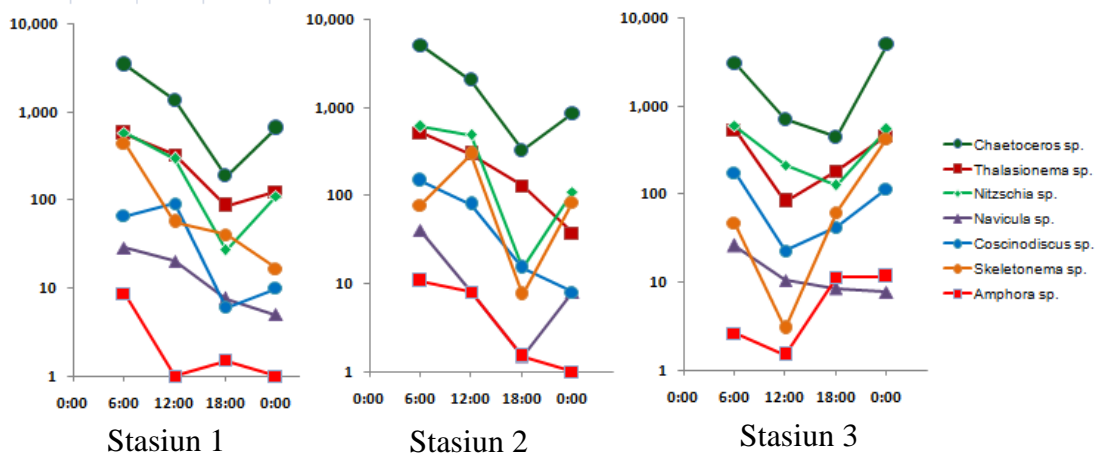 10,000
1,000
100
10
1
0:00 6:00 12:00 18:00 0:00
Stasiun 1
10,000
1,000
100
10
1
0:00 6:00 12:00 18:00 0:00
Stasiun 2
10,000
1,000
100
10
1
0:00 6:00 12:00 18:00 0:00
Stasiun 3
Chaetoceros sp.
Thalasionema sp.
Nitzschia sp.
Navicula sp.
Coscinodiscus sp.
Skeletonema sp.
Amphora sp.